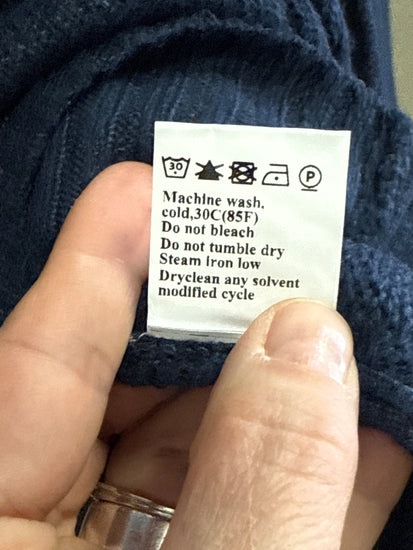 30 P
Machine wash,
cold,30C(85F)
Do not bleach
Do not tumble dry
Steam iron low
Dryclean any solvent
modified cycle